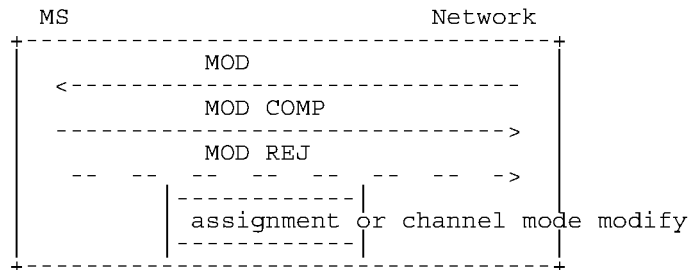 MS Network
MOD
MOD COMP
MOD REJ
assignment or channel mode modify